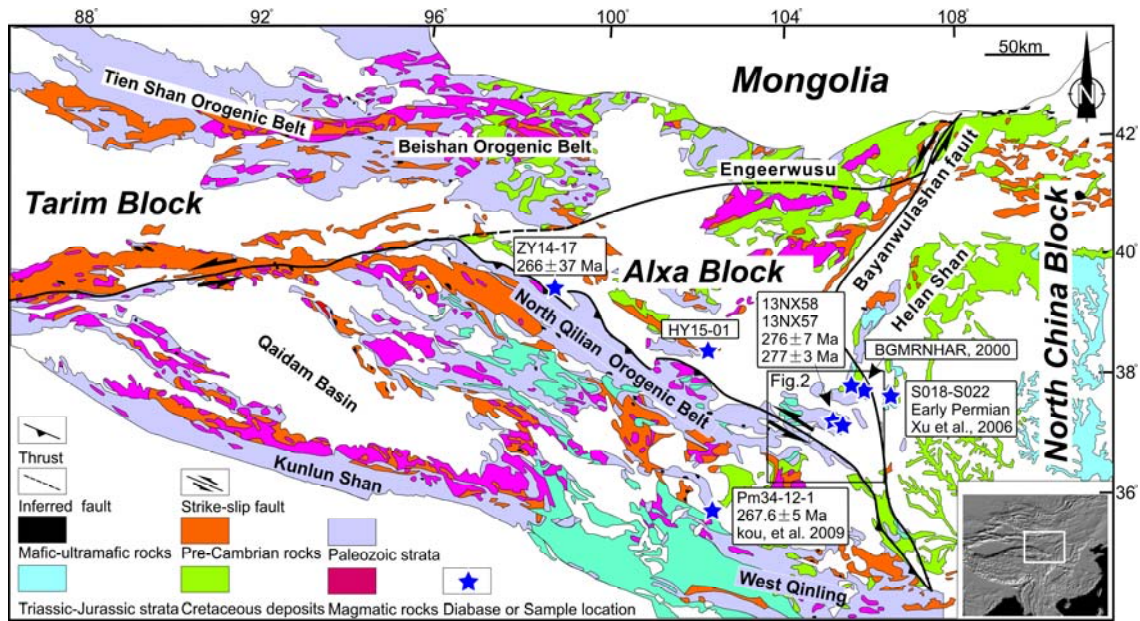 88°
92°
96°
100°
104°
108°
50km
N
Mongolia
Tien Shan Orogenic Belt
42°
Beishan Orogenic Belt
Engeerwusu
Bayanwulashan fault
Tarim Block
40°
ZY14-17
266±37 Ma
Alxa Block
Helan Shan
North China Block
13NX58
13NX57
276±7 Ma
277±3 Ma
HY15-01
BGMRNHAR, 2000
North Qilian Orogenic Belt
Qaidam Basin
38°
Fig.2
S018-S022
Early Permian
Xu et al., 2006
Kunlun Shan
36°
Pm34-12-1
267.6±5 Ma
kou, et al. 2009
West Qinling
Thrust
Inferred fault
Strike-slip fault
Mafic-ultramafic rocks
Pre-Cambrian rocks
Paleozoic strata
Triassic-Jurassic strata
Cretaceous deposits
Magmatic rocks
Diabase or Sample location